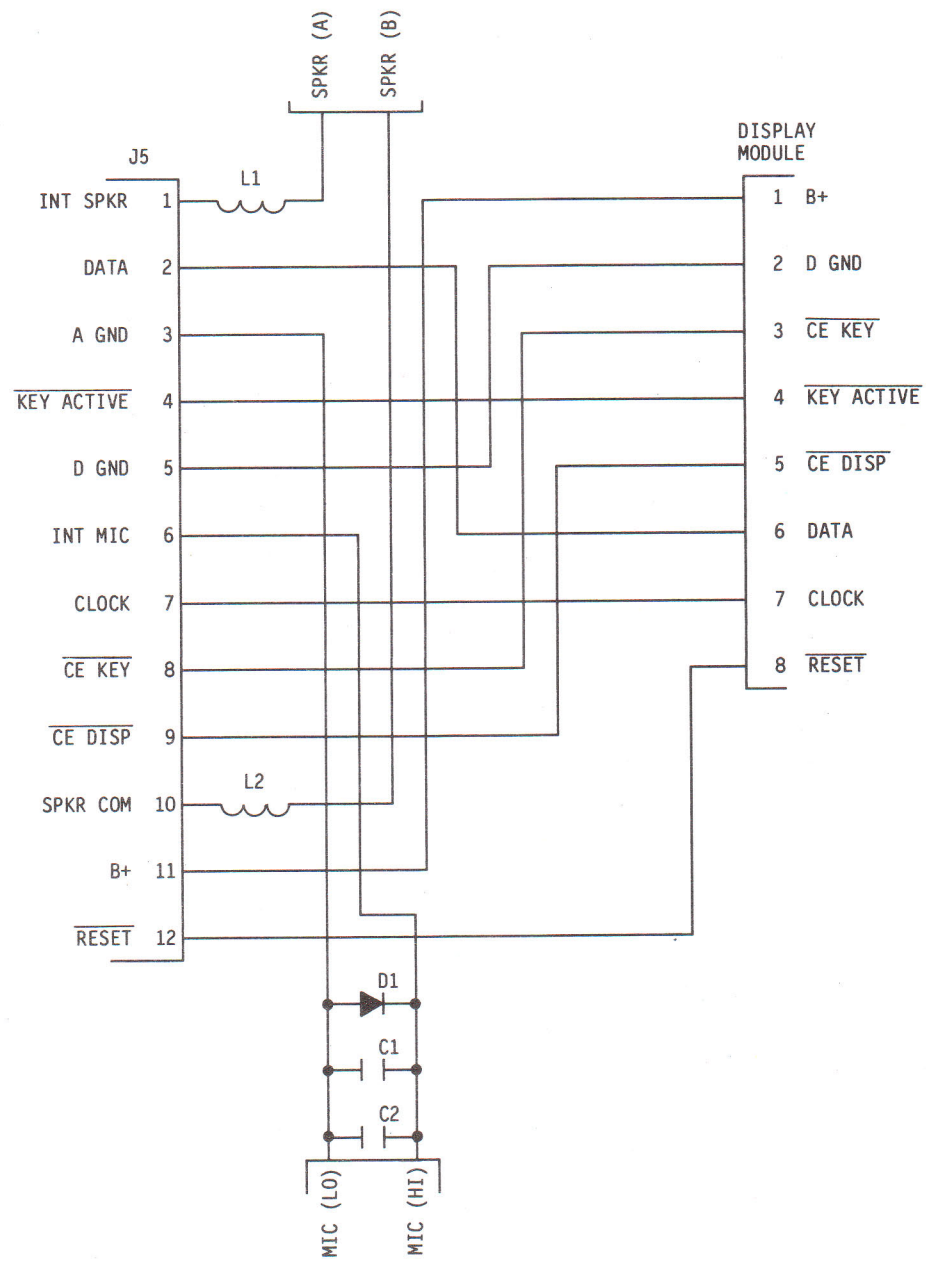 SPKR (A)
SPKR (B)
J5
INT SPKR 1
DATA 2
A GND 3
KEY ACTIVE 4
D GND 5
INT MIC 6
CLOCK 7
CE KEY 8
CE DISP 9
SPKR COM 10
B+ 11
RESET 12
L1
L2
DISPLAY
MODULE
1 B+
2 D GND
3 CE KEY
4 KEY ACTIVE
5 CE DISP
6 DATA
7 CLOCK
8 RESET
D1
C1
C2
MIC (LO)
MIC (HI)